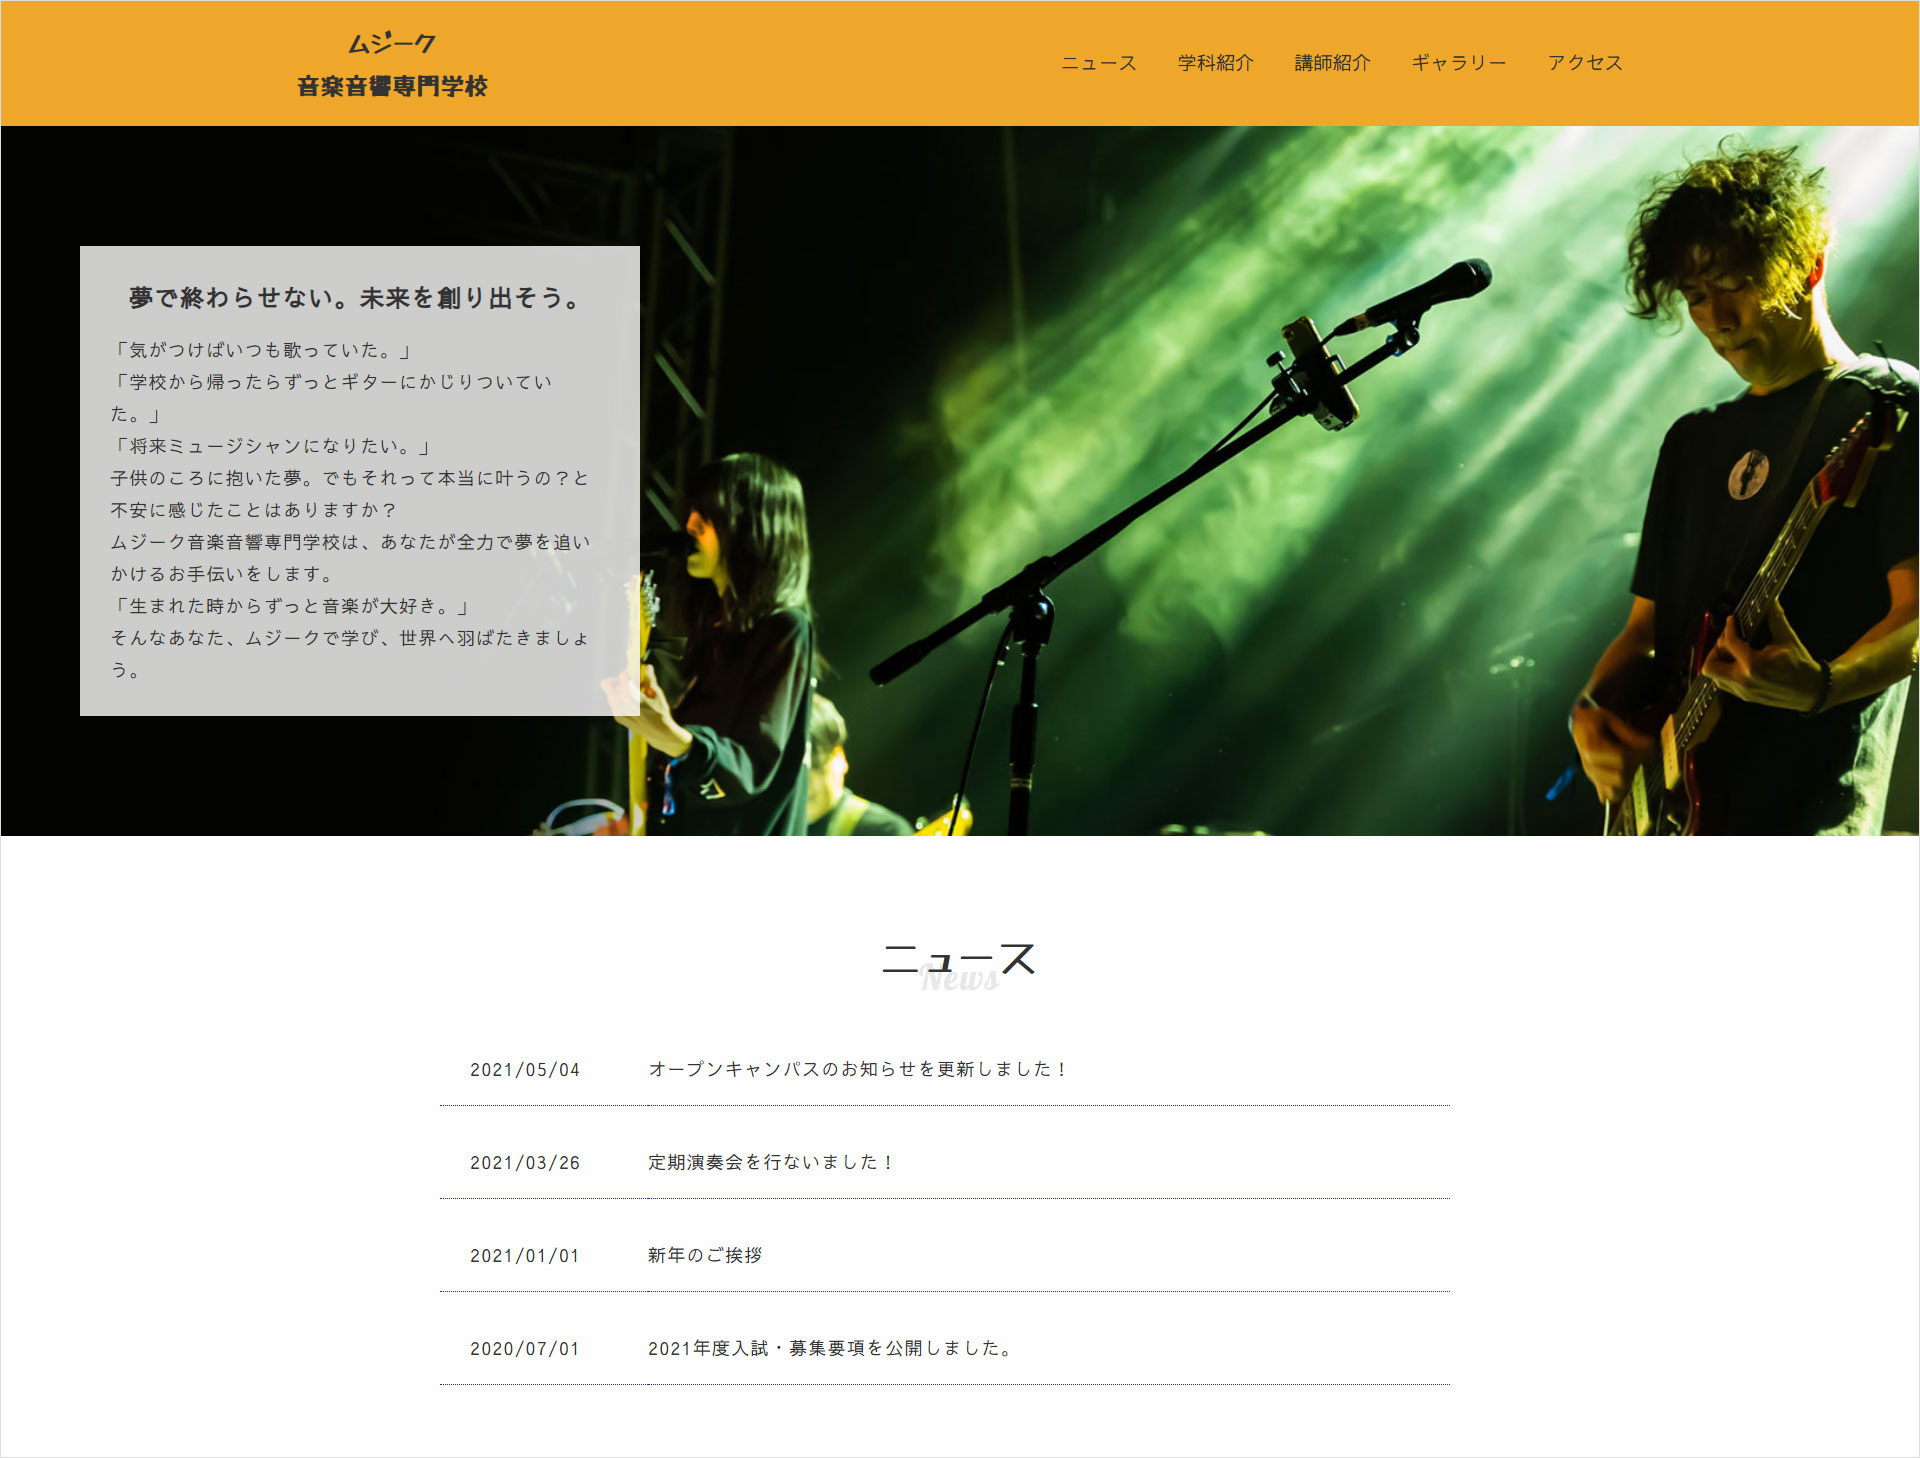 ムジーク
音楽音響専門学校
ニュース 学科紹介 講師紹介 ギャラリー アクセス
夢で終わらせない。未来を創り出そう。
「気がつけばいつも歌っていた。」
「学校から帰ったらずっとギターにかじりついてい
た。」
「将来ミュージシャンになりたい。」
子供のころに抱いた夢。でもそれって本当に叶うの？と
不安に感じたことはありますか？
ムジーク音楽音響専門学校は、あなたが全力で夢を追い
かけるお手伝いをします。
「生まれた時からずっと音楽が大好き。」
そんなあなた、ムジークで学び、世界へ羽ばたきましょ
う。
ニュース
News
2021/05/04 オープンキャンパスのお知らせを更新しました！
2021/03/26 定期演奏会を行ないました！
2021/01/01 新年のご挨拶
2020/07/01 2021年度入試・募集要項を公開しました。